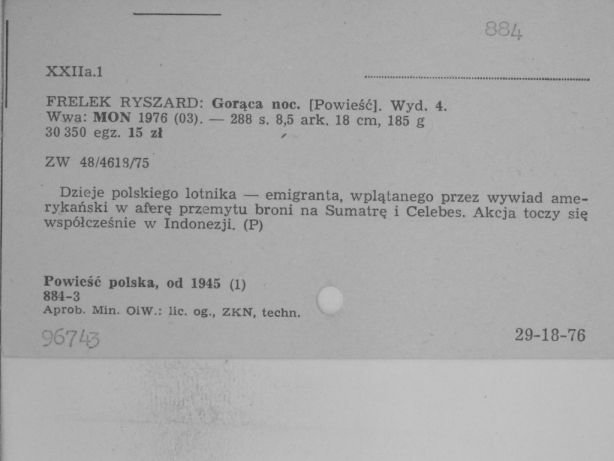 884
XXIIa.1
FRELEK RYSZARD: Gorąca noc. [Powieść]. Wyd. 4.
Wwa: MON 1976 (03). — 288 s. 8,5 ark. 18 cm, 185 g
30 350 egz. 15 zł
ZW 48/4618/75
Dzieje polskiego lotnika — emigranta, wplątanego przez wywiad ame-
rykański w aferę przemytu broni na Sumatrę i Celebes. Akcja toczy się
współcześnie w Indonezji. (P)
Powieść polska, od 1945 (1)
884-3
Aprob. Min. OiW.: lic. og., ZKN, techn.
96743
29-18-76